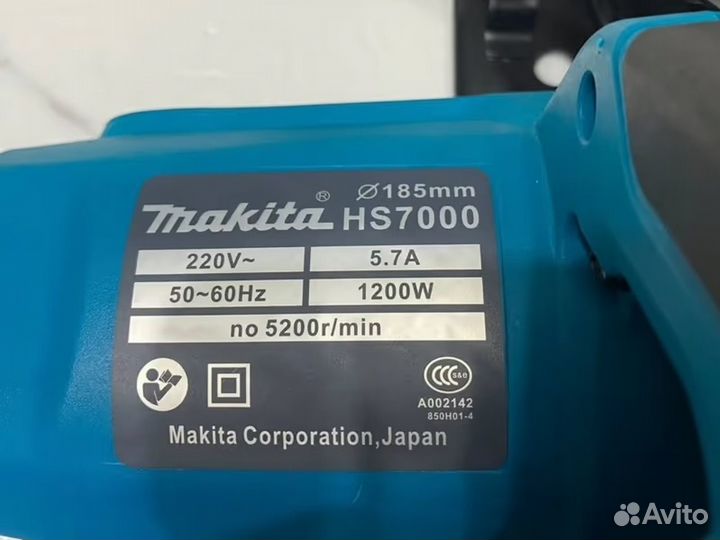 ⌀185mm
makita® HS7000
220V~ 5.7A
50~60Hz 1200W
no 5200r/min
CCC S&E
A002142
850H01-4
Makita Corporation,Japan
Avito